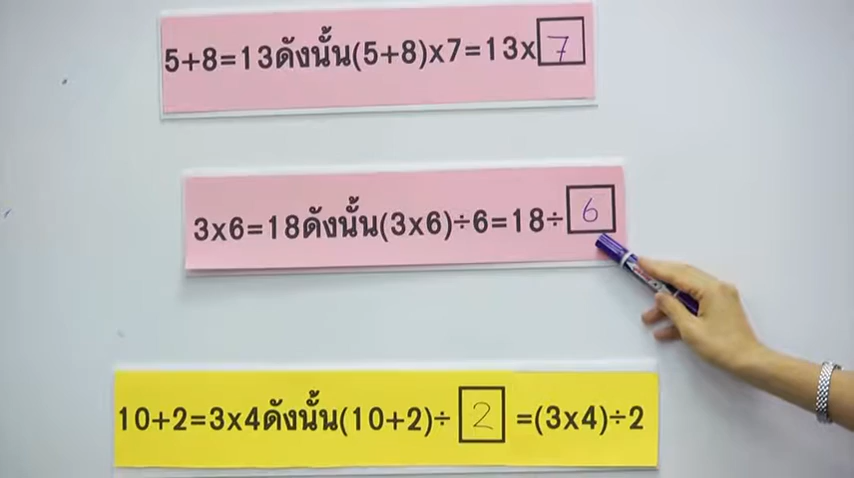 5+8=13ดังนั้น(5+8)x7=13x7
3x6=18ดังนั้น(3x6)÷6=18÷6
10+2=3x4ดังนั้น(10+2)÷ 2 =(3x4)÷2